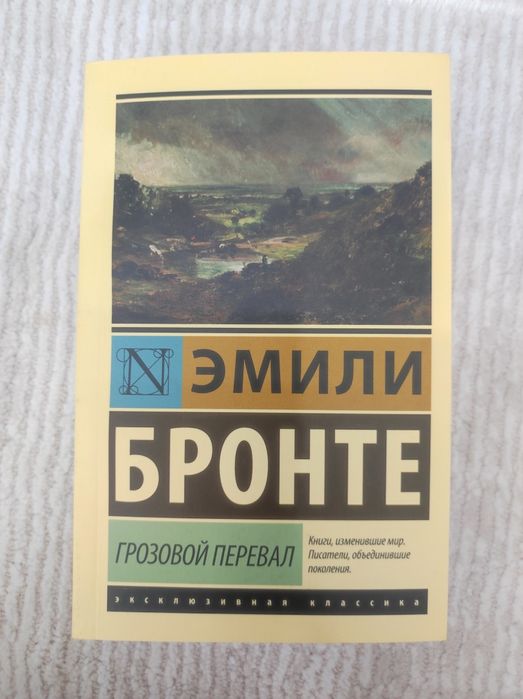 N
ЭМИЛИ
БРОНТЕ
ГРОЗОВОЙ ПЕРЕВАЛ
Книги, изменившие мир.
Писатели, объединившие
поколения.
эксклюзивная классика